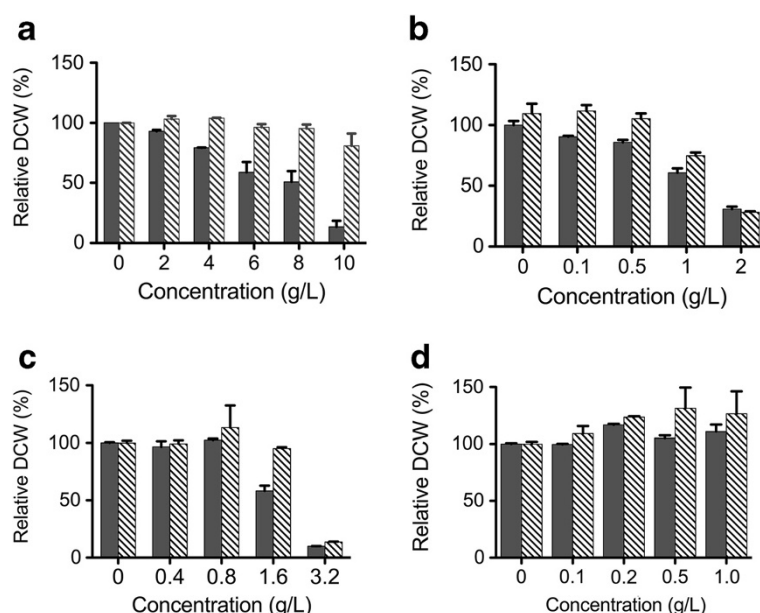 a
150
100
50
0
Relative DCW (%)
0 2 4 6 8 10
Concentration (g/L)
b
150
100
50
0
Relative DCW (%)
0 0.1 0.5 1 2
Concentration (g/L)
c
150
100
50
0
Relative DCW (%)
0 0.4 0.8 1.6 3.2
Concentration (g/L)
d
150
100
50
0
Relative DCW (%)
0 0.1 0.2 0.5 1.0
Concentration (g/L)